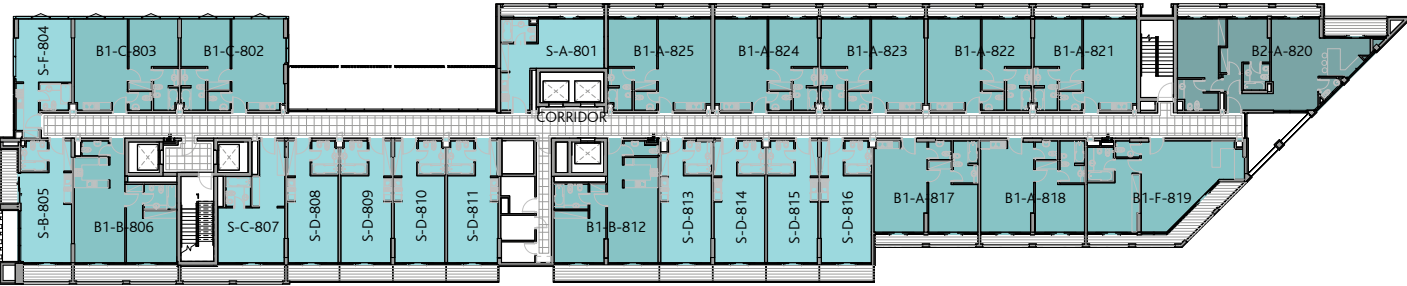 S-F-804
B1-C-803
B1-C-802
S-A-801
B1-A-825
B1-A-824
B1-A-823
B1-A-822
B1-A-821
B2-A-820
CORRIDOR
S-B-805
B1-B-806
S-C-807
S-D-808
S-D-809
S-D-810
S-D-811
B1-B-812
S-D-813
S-D-814
S-D-815
S-D-816
B1-A-817
B1-A-818
B1-F-819